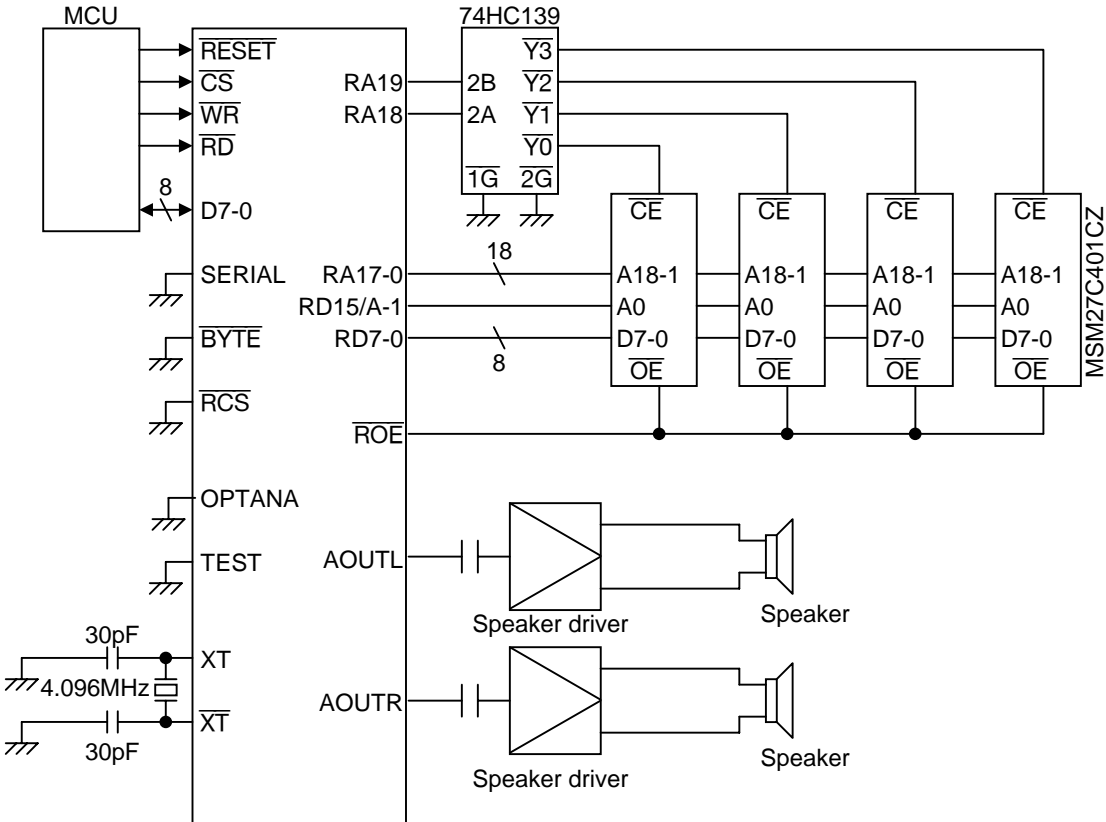 MCU
74HC139
RESET
CS
WR
RD
8
D7-0
SERIAL
BYTE
RCS
OPTANA
TEST
30pF
XT
4.096MHz
XT
30pF
RA19
RA18
RA17-0
18
RD15/A-1
RD7-0
8
ROE
AOUTL
AOUTR
2B
2A
1G
2G
Y3
Y2
Y1
Y0
CE
CE
CE
CE
A18-1
A18-1
A18-1
A18-1
A0
A0
A0
A0
D7-0
D7-0
D7-0
D7-0
OE
OE
OE
OE
MSM27C401CZ
Speaker driver
Speaker
Speaker driver
Speaker